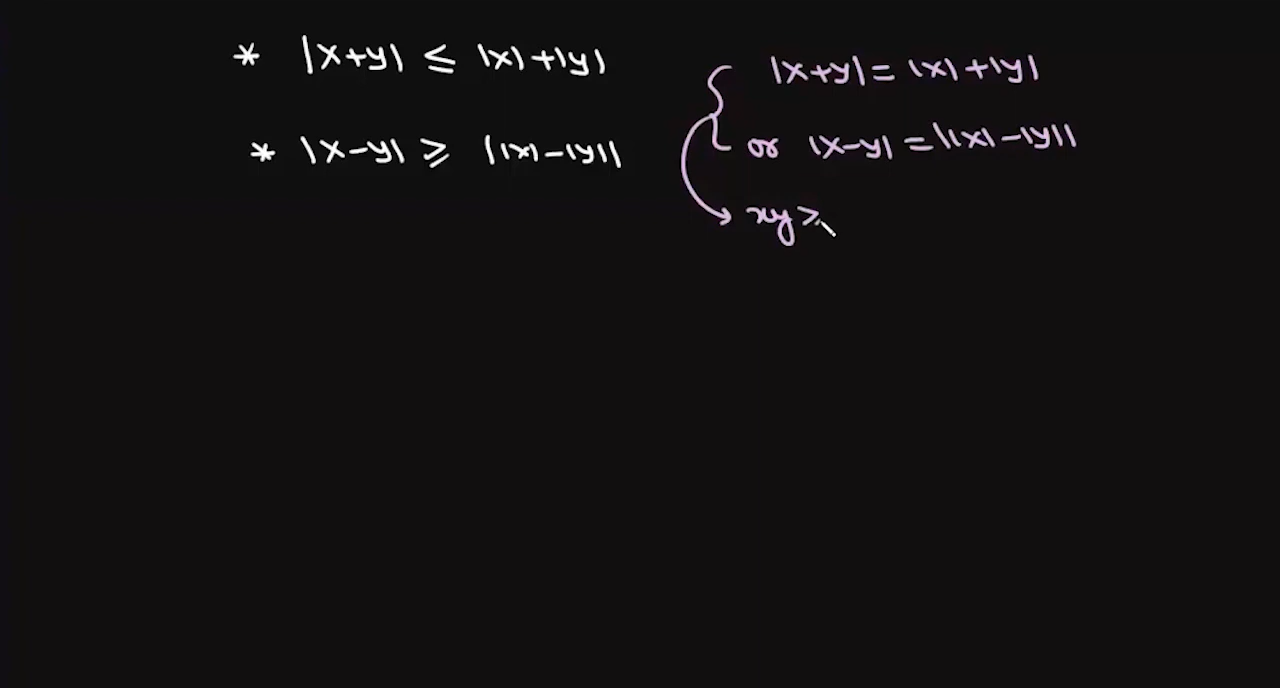 * |x+y| ≤ |x|+|y|
* |x-y| ≥ ||x|-|y||
|x+y| = |x|+|y|
or |x-y| = ||x|-|y||
xy ≥